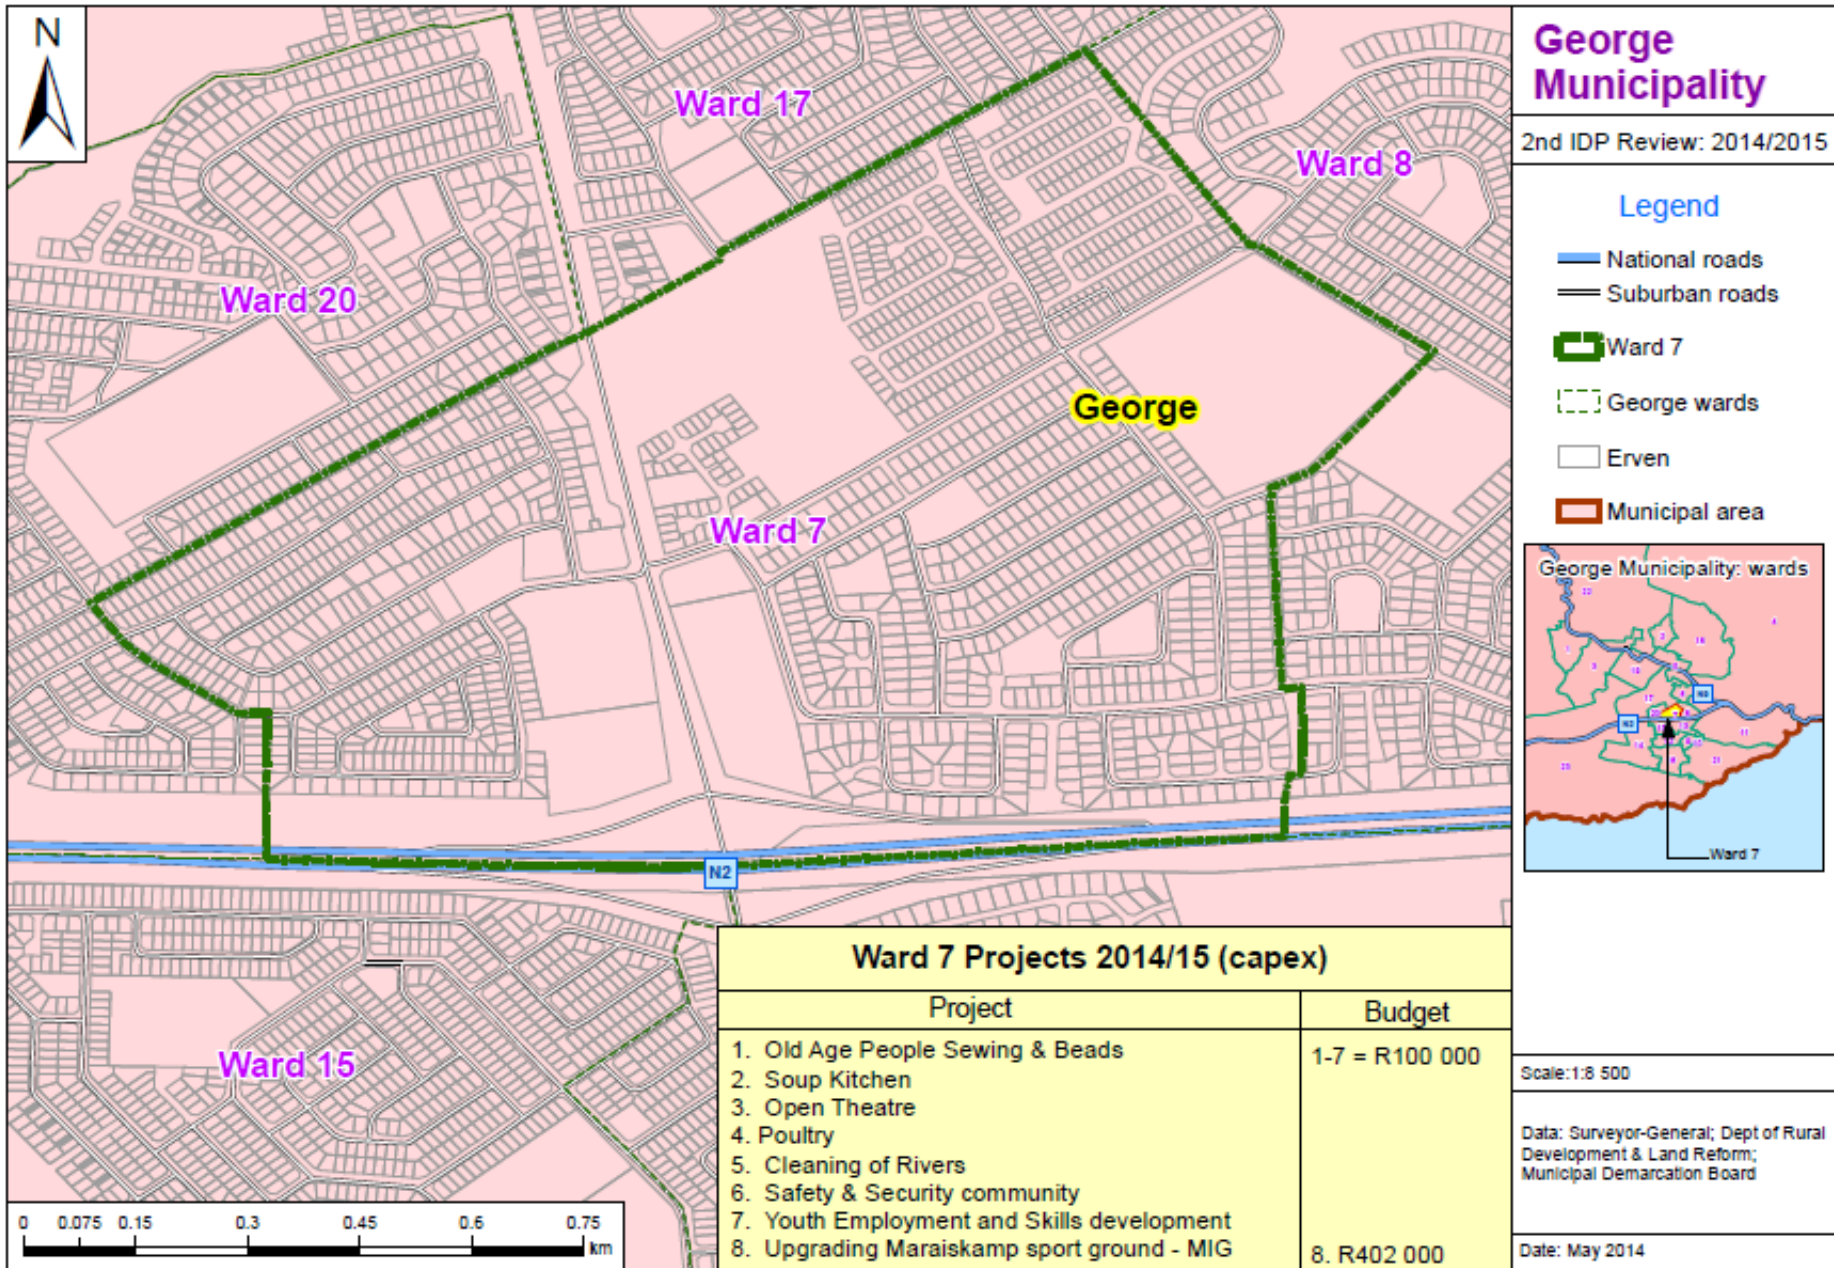 N
Ward 17
Ward 8
Ward 20
George
Ward 7
N2
Ward 15
0 0.075 0.15 0.3 0.45 0.6 0.75
km
Ward 7 Projects 2014/15 (capex)
Project Budget
1. Old Age People Sewing & Beads 1-7 = R100 000
2. Soup Kitchen
3. Open Theatre
4. Poultry
5. Cleaning of Rivers
6. Safety & Security community
7. Youth Employment and Skills development
8. Upgrading Maraiskamp sport ground - MIG 8. R402 000
George
Municipality
2nd IDP Review: 2014/2015
Legend
National roads
Suburban roads
Ward 7
George wards
Erven
Municipal area
George Municipality: wards
Ward 7
Scale:1:8 500
Data: Surveyor-General; Dept of Rural
Development & Land Reform;
Municipal Demarcation Board
Date: May 2014